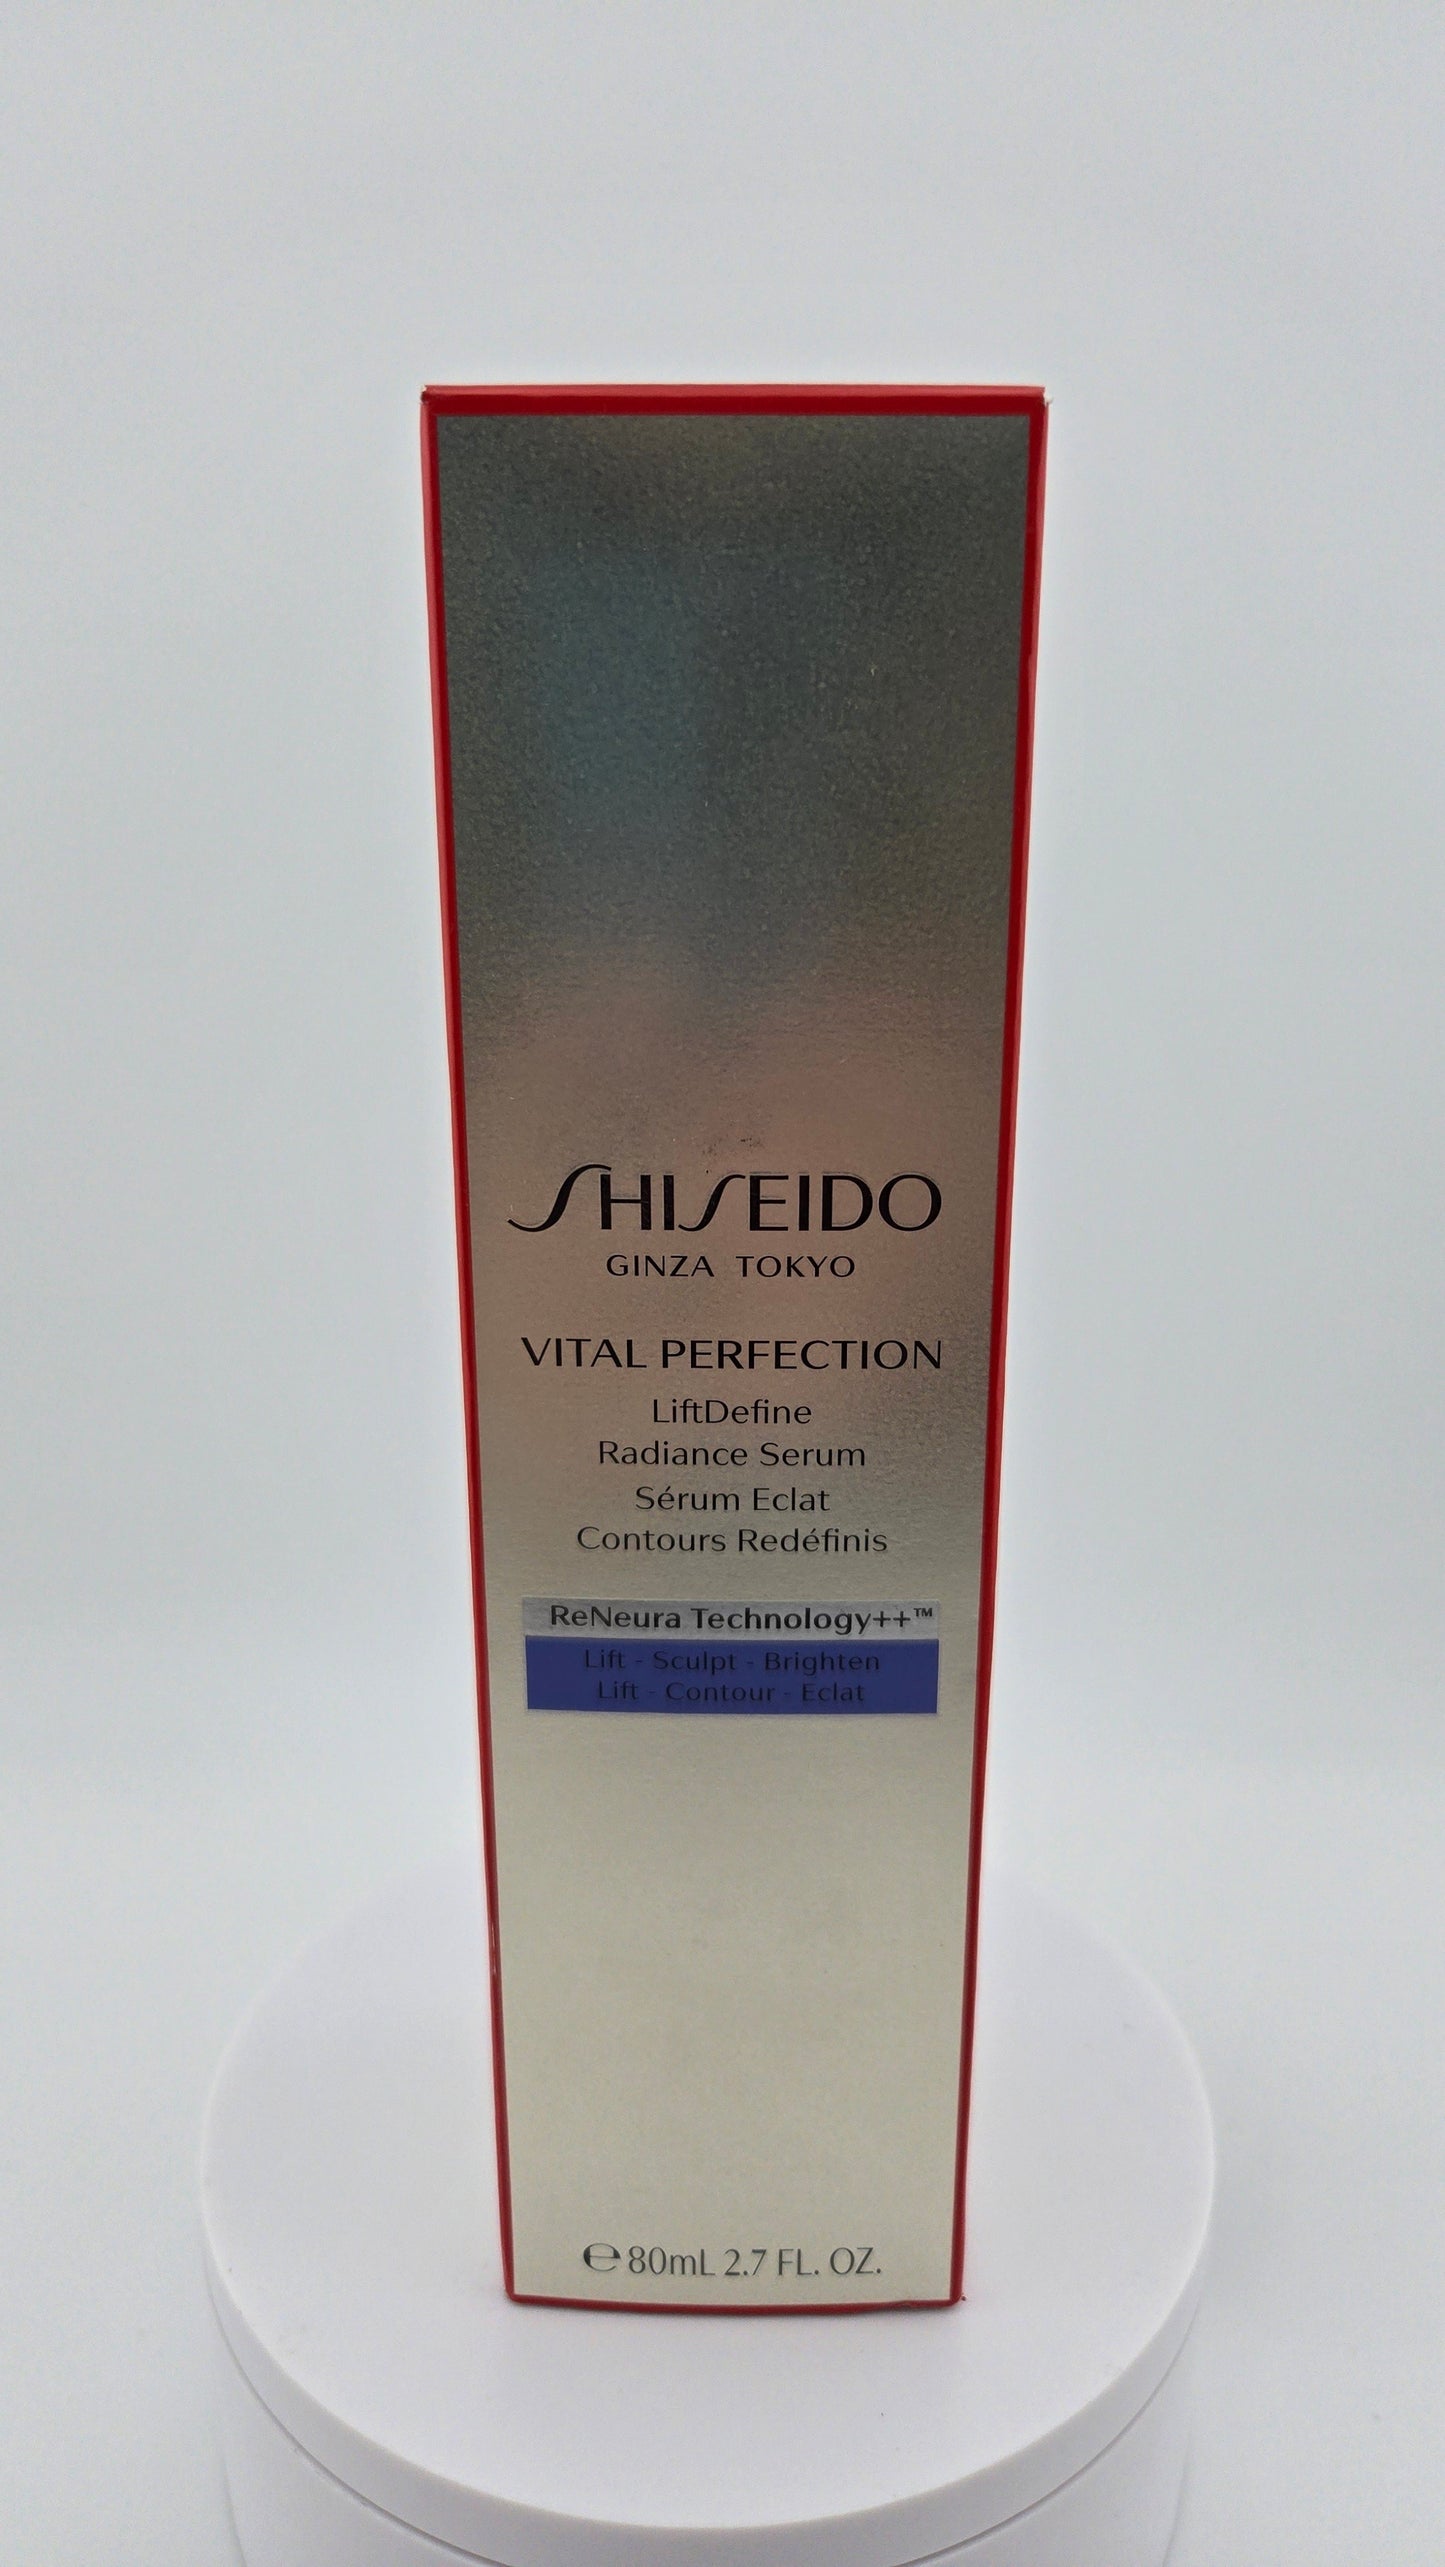 SHISEIDO
GINZA TOKYO
VITAL PERFECTION
LiftDefine
Radiance Serum
Sérum Eclat
Contours Redéfinis
ReNeura Technology++™
Lift - Sculpt - Brighten
Lift - Contour - Eclat
℮80mL 2.7 FL. OZ.